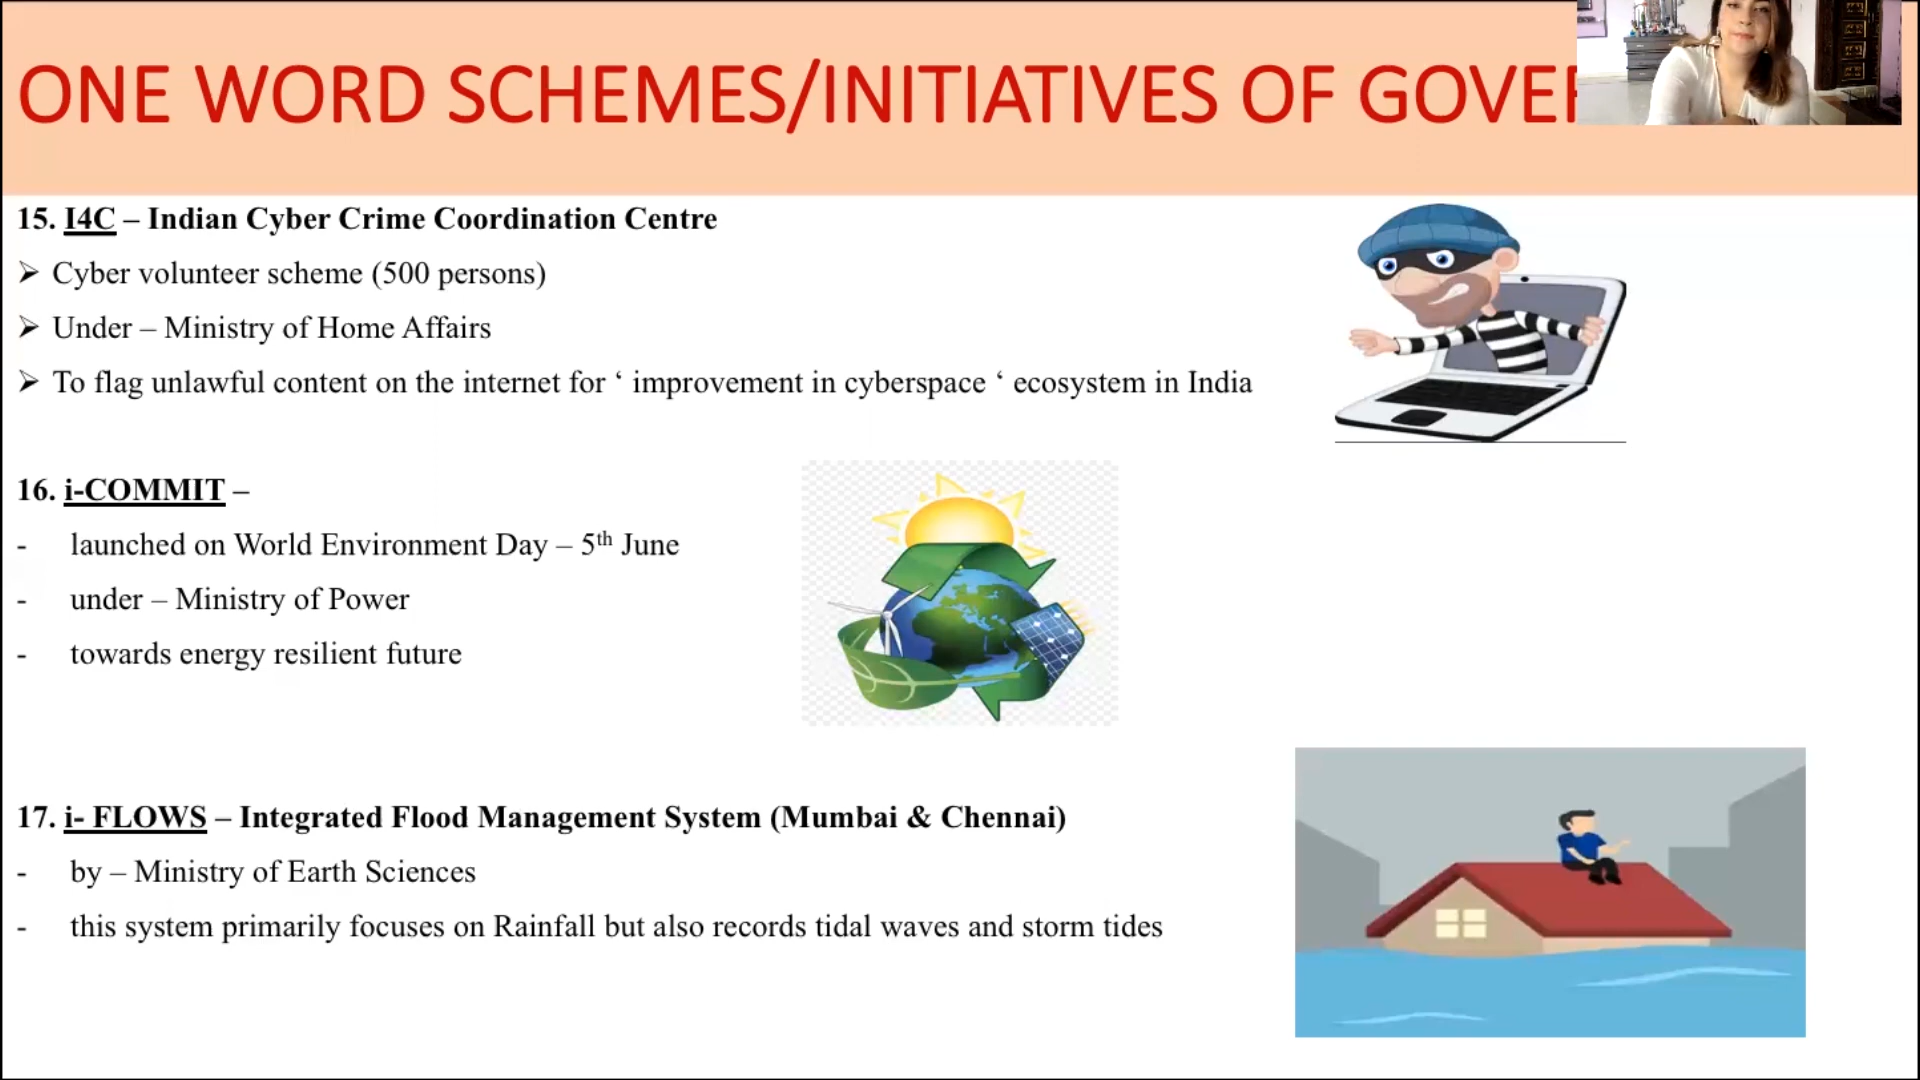 ONE WORD SCHEMES/INITIATIVES OF GOVE
15. I4C – Indian Cyber Crime Coordination Centre
➢ Cyber volunteer scheme (500 persons)
➢ Under – Ministry of Home Affairs
➢ To flag unlawful content on the internet for ‘ improvement in cyberspace ‘ ecosystem in India
16. i-COMMIT –
- launched on World Environment Day – 5th June
- under – Ministry of Power
- towards energy resilient future
17. i- FLOWS – Integrated Flood Management System (Mumbai & Chennai)
- by – Ministry of Earth Sciences
- this system primarily focuses on Rainfall but also records tidal waves and storm tides